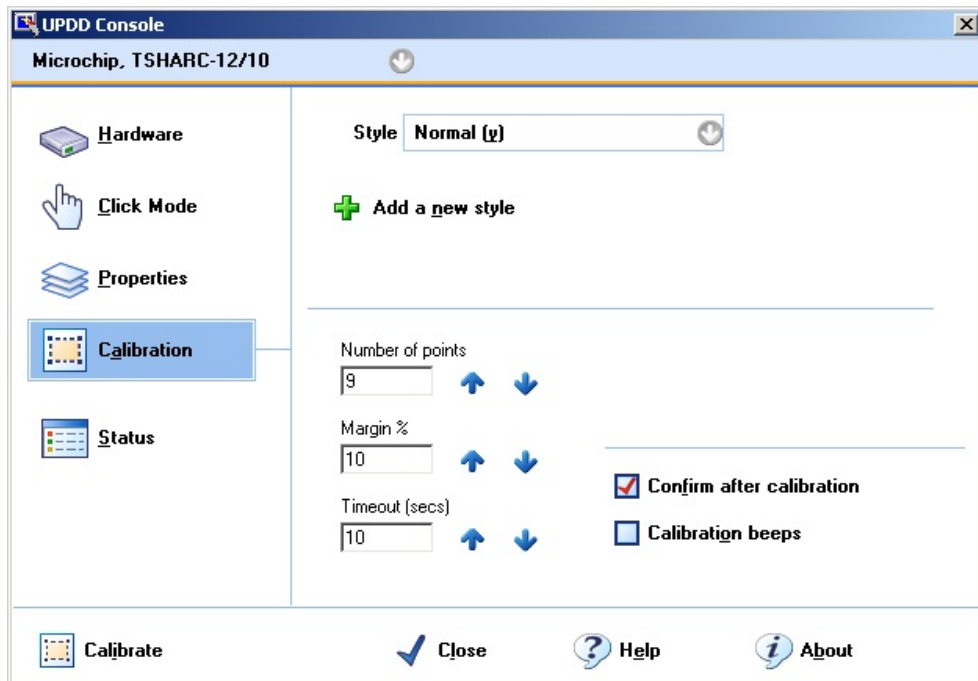 UPDD Console
Microchip, TSHARC-12/10
Hardware
Click Mode
Properties
Calibration
Status
Style Normal (y)
Add a new style
Number of points
9
Margin %
10
Timeout (secs)
10
Confirm after calibration
Calibration beeps
Calibrate Close Help About